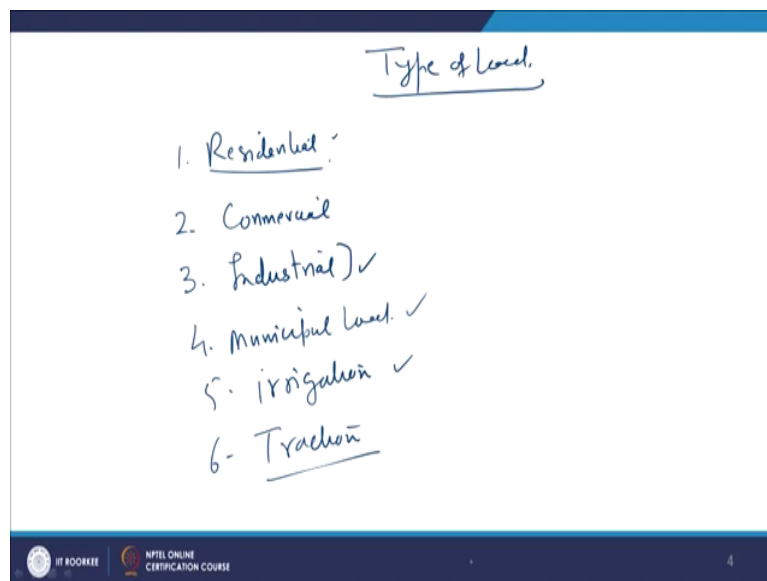 Type of Load.
1. Residential
2. Commercial
3. Industrial
4. Municipal Load.
5. irrigation
6- Traction
IIT ROORKEE
NPTEL ONLINE
CERTIFICATION COURSE
4